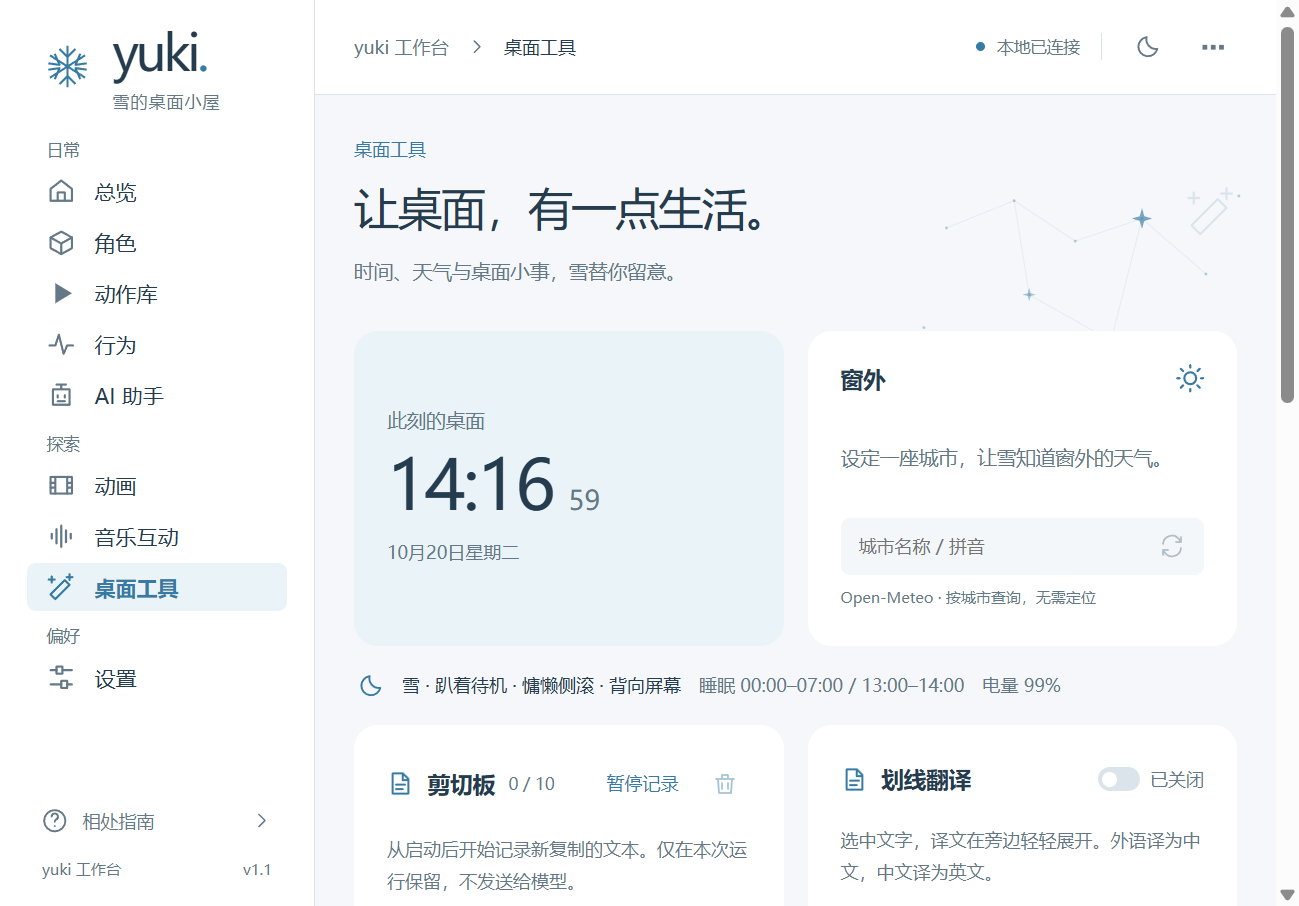 yuki.
雪的桌面小屋
日常
总览
角色
动作库
行为
AI 助手
探索
动画
音乐互动
桌面工具
偏好
设置
相处指南
yuki 工作台 v1.1
yuki 工作台 > 桌面工具
本地已连接
桌面工具
让桌面，有一点生活。
时间、天气与桌面小事，雪替你留意。
此刻的桌面
14:16 59
10月20日星期二
窗外
设定一座城市，让雪知道窗外的天气。
城市名称 / 拼音
Open-Meteo · 按城市查询，无需定位
雪 · 趴着待机 · 慵懒侧滚 · 背向屏幕 睡眠 00:00–07:00 / 13:00–14:00 电量 99%
剪切板 0 / 10 暂停记录
从启动后开始记录新复制的文本。仅在本次运
行保留，不发送给模型。
划线翻译 已关闭
选中文字，译文在旁边轻轻展开。外语译为中
文，中文译为英文。